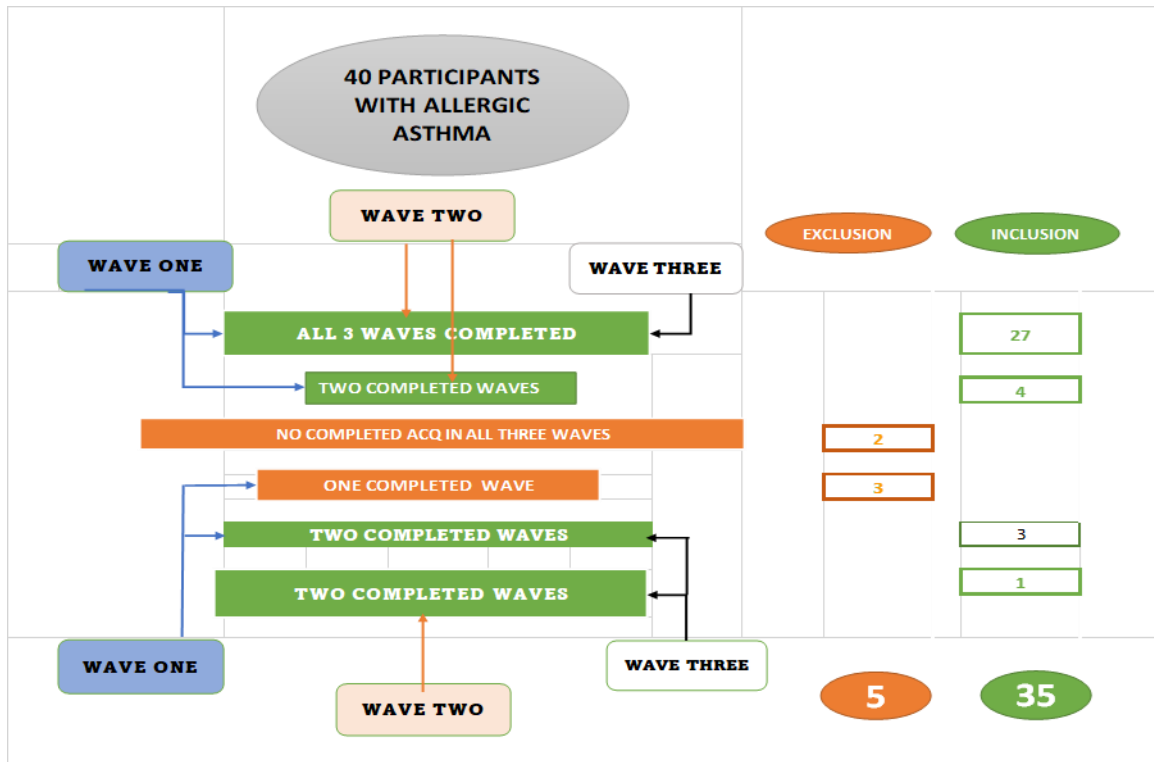 40 PARTICIPANTS
WITH ALLERGIC
ASTHMA
WAVE TWO
EXCLUSION
INCLUSION
WAVE ONE
WAVE THREE
ALL 3 WAVES COMPLETED
27
TWO COMPLETED WAVES
4
NO COMPLETED ACQ IN ALL THREE WAVES
2
ONE COMPLETED WAVE
3
TWO COMPLETED WAVES
3
TWO COMPLETED WAVES
1
WAVE ONE
WAVE THREE
WAVE TWO
5
35